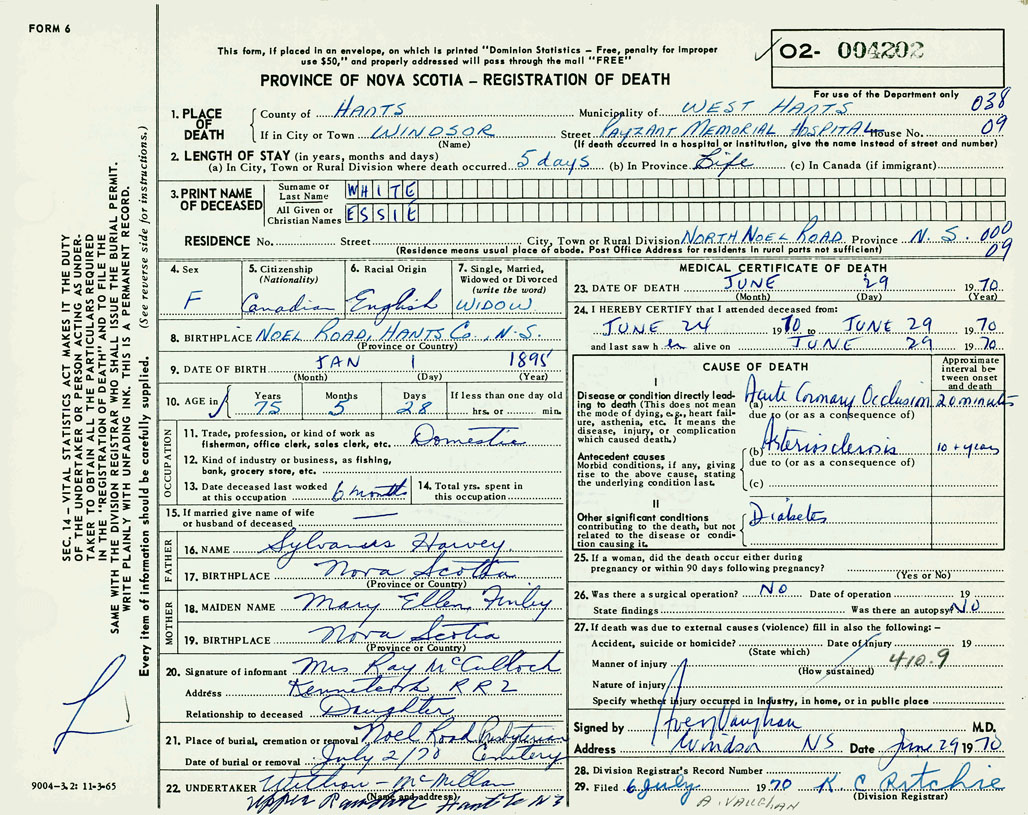 FORM 6
This form, if placed in an envelope, on which is printed "Dominion Statistics – Free, penalty for improper
use $50," and properly addressed will pass through the mail "FREE"
PROVINCE OF NOVA SCOTIA – REGISTRATION OF DEATH
✓ 02- 004202
For use of the Department only
038
09
1. PLACE OF DEATH { County of HANTS Municipality of WEST HANTS
If in City or Town WINDSOR Street PAYZANT MEMORIAL HOSPITAL House No.
(Name) (If death occurred in a hospital or institution, give the name instead of street and number)
2. LENGTH OF STAY (in years, months and days)
(a) In City, Town or Rural Division where death occurred 5 days (b) In Province Life (c) In Canada (if immigrant)
3. PRINT NAME OF DECEASED { Surname or Last Name WHITE
All Given or Christian Names ESSIE
RESIDENCE No. Street City, Town or Rural Division NORTH NOEL ROAD Province N.S. 000
09
(Residence means usual place of abode. Post Office Address for residents in rural parts not sufficient)
4. Sex
F
5. Citizenship
(Nationality)
Canadian
6. Racial Origin
English
7. Single, Married,
Widowed or Divorced
(write the word)
WIDOW
8. BIRTHPLACE NOEL ROAD, HANTS Co., N.S.
(Province or Country)
9. DATE OF BIRTH JAN 1 1895
(Month) (Day) (Year)
10. AGE in { Years 75 Months 5 Days 28 If less than one day old
hrs. or min.
OCCUPATION
11. Trade, profession, or kind of work as
fisherman, office clerk, sales clerk, etc. Domestic
12. Kind of industry or business, as fishing,
bank, grocery store, etc.
13. Date deceased last worked
at this occupation 6 months
14. Total yrs. spent in
this occupation
15. If married give name of wife
or husband of deceased —
FATHER
16. NAME Sylvanus Harvey
17. BIRTHPLACE Nova Scotia
(Province or Country)
MOTHER
18. MAIDEN NAME Mary Ellen Finley
19. BIRTHPLACE Nova Scotia
(Province or Country)
20. Signature of informant Mrs Ray McCulloch
Address Kennetcook RR2
Relationship to deceased Daughter
21. Place of burial, cremation or removal Noel Road Presbyterian
Date of burial or removal July 2/70 Cemetery
22. UNDERTAKER McMillan
(Name and address)
Upper Hants Co NS
MEDICAL CERTIFICATE OF DEATH
23. DATE OF DEATH JUNE 29 1970
(Month) (Day) (Year)
24. I HEREBY CERTIFY that I attended deceased from:
JUNE 24 1970 to JUNE 29 1970
and last saw h er alive on JUNE 29 1970
CAUSE OF DEATH
Approximate
interval be-
tween onset
and death
I
Disease or condition directly lead-
ing to death (This does not mean
the mode of dying, e.g., heart fail-
ure, asthenia, etc. It means the
disease, injury, or complication
which caused death.)
(a) Acute Coronary Occlusion 20 minutes
due to (or as a consequence of)
Antecedent causes
Morbid conditions, if any, giving
rise to the above cause, stating
the underlying condition last.
(b) Arteriosclerosis 10 + years
due to (or as a consequence of)
(c)
II
Other significant conditions
contributing to the death, but not
related to the disease or condi-
tion causing it.
Diabetes
25. If a woman, did the death occur either during
pregnancy or within 90 days following pregnancy?
(Yes or No)
26. Was there a surgical operation? NO Date of operation 19
State findings Was there an autopsy NO
27. If death was due to external causes (violence) fill in also the following: –
Accident, suicide or homicide? Date of Injury 19
(State which)
Manner of injury 410.9
(How sustained)
Nature of injury
Specify whether injury occurred in industry, in home, or in public place
Signed by Vaughan M.D.
Address Windsor NS Date June 29 1970
28. Division Registrar's Record Number
29. Filed 6 July 1970 K C Ritchie
(Division Registrar)
A. VAUGHAN
SEC. 14 – VITAL STATISTICS ACT MAKES IT THE DUTY
OF THE UNDERTAKER OR PERSON ACTING AS UNDER-
TAKER TO OBTAIN ALL THE PARTICULARS REQUIRED
IN THE "REGISTRATION OF DEATH" AND TO FILE THE
SAME WITH THE DIVISION REGISTRAR WHO SHALL ISSUE THE BURIAL PERMIT.
WRITE PLAINLY WITH UNFADING INK. THIS IS A PERMANENT RECORD.
Every item of information should be carefully supplied. (See reverse side for instructions.)
L
9004–3.2: 11-3-65